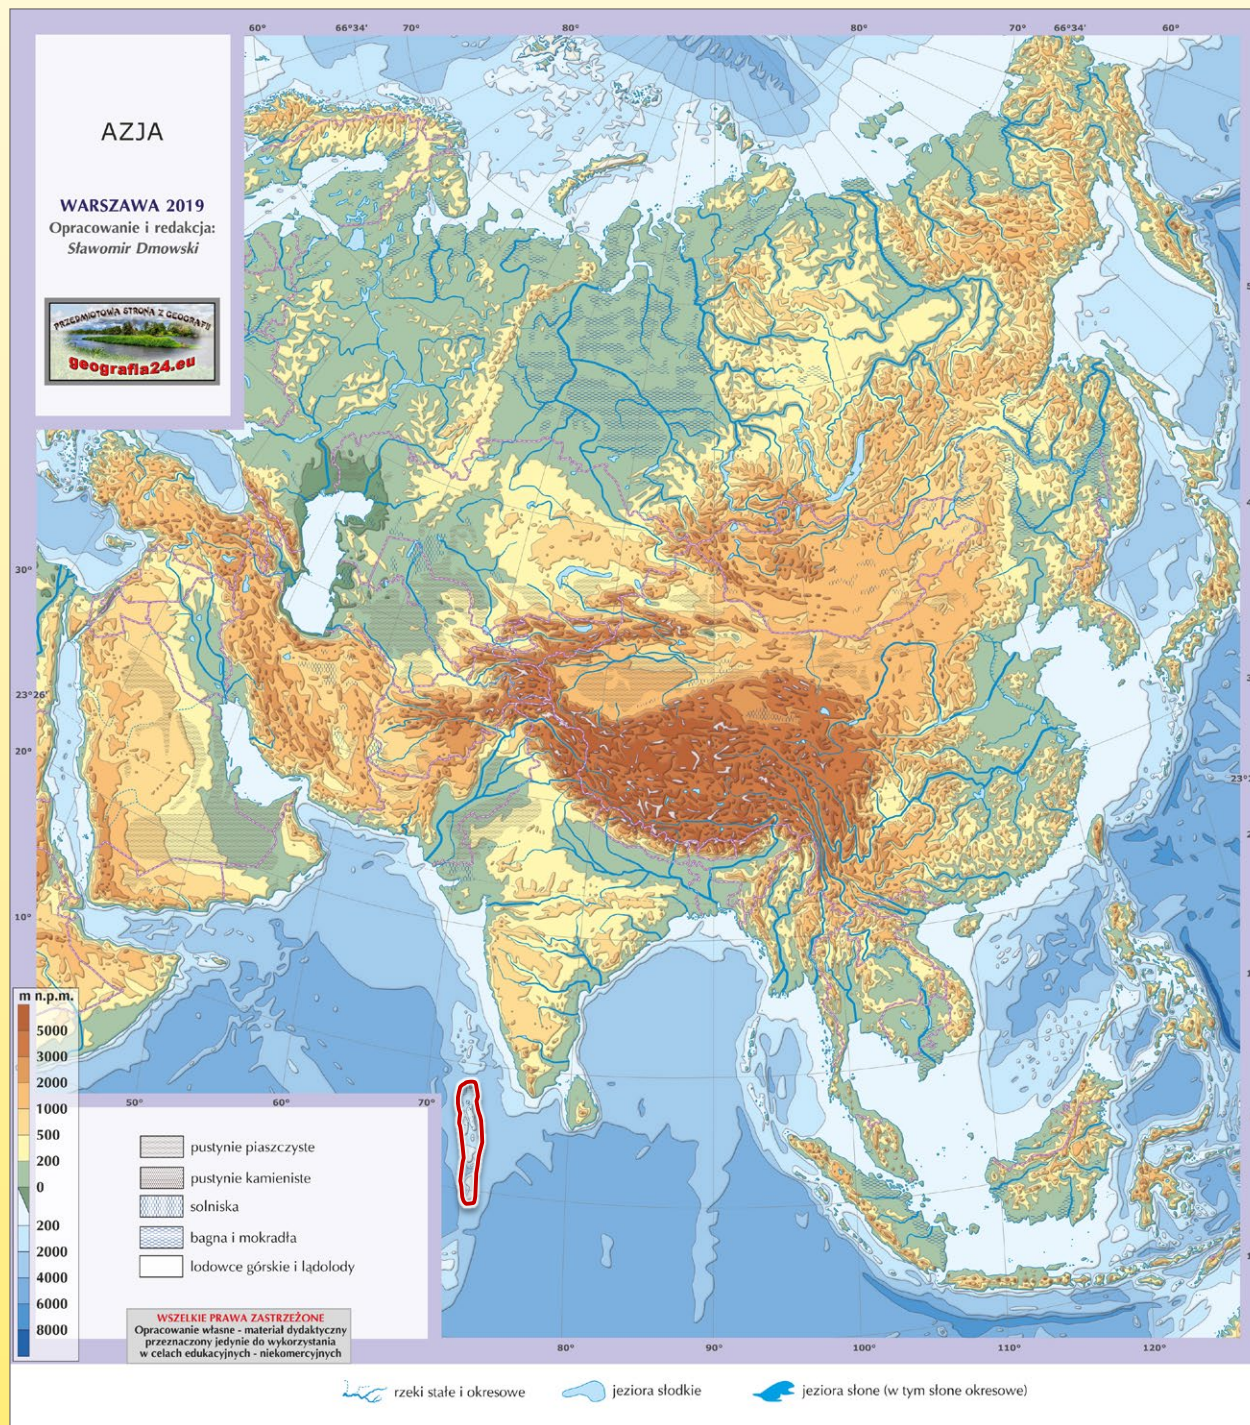 60°
66°34'
70°
80°
80°
70°
66°34'
60°
AZJA
WARSZAWA 2019
Opracowanie i redakcja:
Sławomir Dmowski
PRZEDMIOTOWA STRONA Z GEOGRAFII
geografia24.eu
30°
23°26'
20°
10°
m n.p.m.
5000
3000
2000
1000
500
200
0
200
2000
4000
6000
8000
50°
60°
70°
pustynie piaszczyste
pustynie kamieniste
solniska
bagna i mokradła
lodowce górskie i lądolody
WSZELKIE PRAWA ZASTRZEŻONE
Opracowanie własne - materiał dydaktyczny
przeznaczony jedynie do wykorzystania
w celach edukacyjnych - niekomercyjnych
80°
90°
100°
110°
120°
rzeki stałe i okresowe
jeziora słodkie
jeziora słone (w tym słone okresowe)